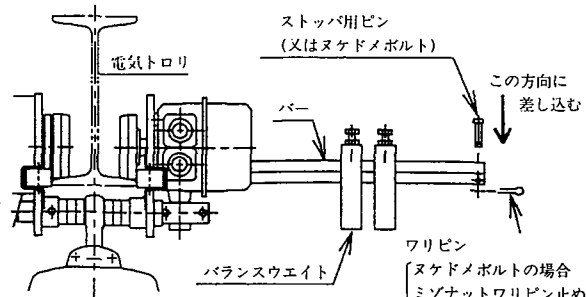 ストッパ用ピン
(又はヌケドメボルト)
電気トロリ
この方向に
差し込む
バー
ワリピン
バランスウエイト
ヌケドメボルトの場合
ミゾナットワリピン止め